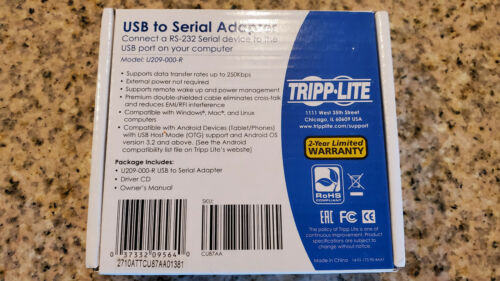 USB to Serial Adapter
Connect a RS-232 Serial device to the
USB port on your computer
Model: U209-000-R
• Supports data transfer rates up to 250Kbps
• External power not required
• Supports remote wake up and power management
• Premium double-shielded cable eliminates cross-talk
and reduces EMI/RFI interference
• Compatible with Windows®, Mac®, and Linux
computers
• Compatible with Android Devices (Tablet/Phones)
with USB Host Mode (OTG) support and Android OS
version 3.2 and above. (See the Android
compatibility list file on Tripp Lite's website)
Package Includes:
• U209-000-R USB to Serial Adapter
• Driver CD
• Owner's Manual
0 37332 09564 0
2710ATTCU87AA01381
SKU:
CU87AA
TRIPP·LITE
1111 West 35th Street
Chicago, IL 60609 USA
www.tripplite.com/support
2-Year Limited
WARRANTY
RoHS
COMPLIANT
EAC FC CE
The policy of Tripp Lite is one of
continuous improvement. Product
specifications are subject to
change without notice.
Made in China